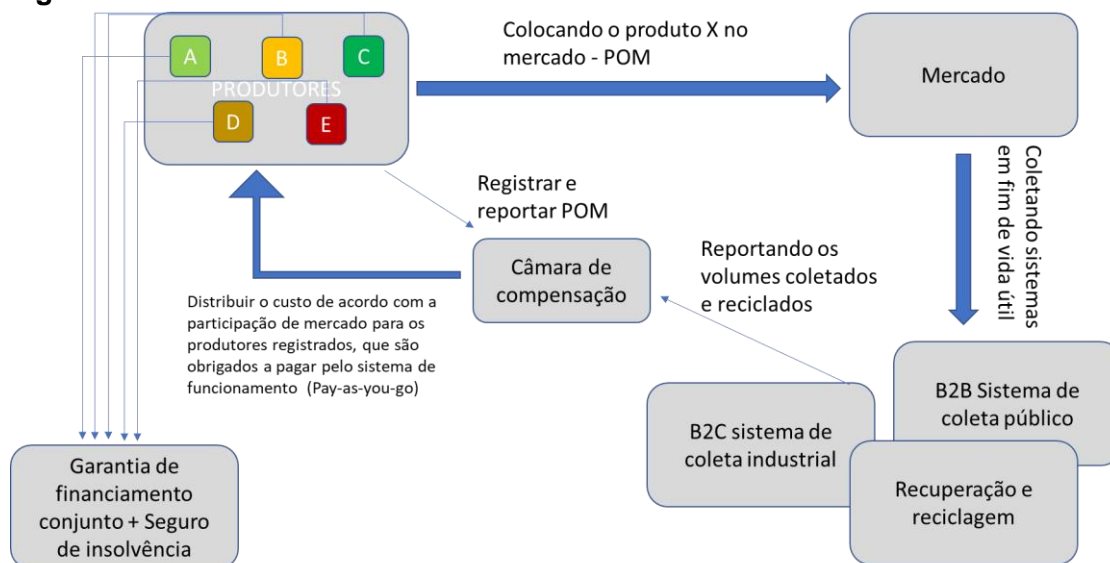 A
B
C
PRODUTORES
D
E
Colocando o produto X no
mercado - POM
Mercado
Coletando sistemas
em fim de vida útil
Registrar e
reportar POM
Câmara de
compensação
Reportando os
volumes coletados
e reciclados
Distribuir o custo de acordo com a
participação de mercado para os
produtores registrados, que são
obrigados a pagar pelo sistema de
funcionamento (Pay-as-you-go)
B2B Sistema de
coleta público
B2C sistema de
coleta industrial
Recuperação e
reciclagem
Garantia de
financiamento
conjunto + Seguro
de insolvência